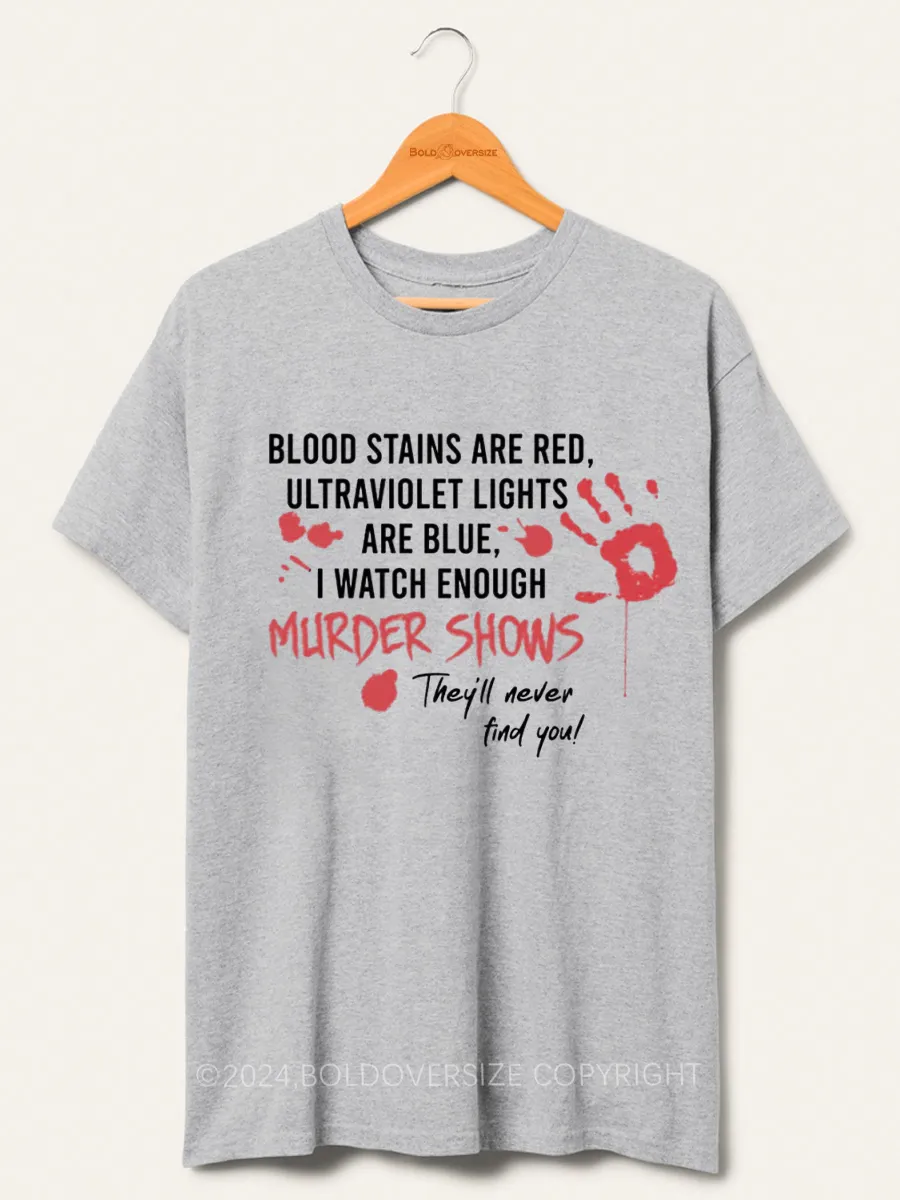 BOLD OVERSIZE
BLOOD STAINS ARE RED,
ULTRAVIOLET LIGHTS
ARE BLUE,
I WATCH ENOUGH
MURDER SHOWS
They'll never
find you!
©2024 BOLDOVERSIZE COPYRIGHT